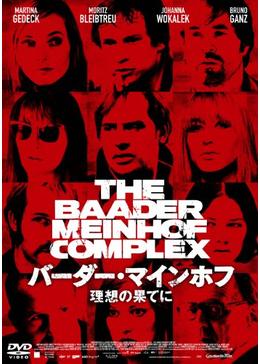 MARTINA GEDECK
MORITZ BLEIBTREU
JOHANNA WOKALEK
BRUNO GANZ
THE
BAADER
MEINHOF
COMPLEX
バーダー・マインホフ
理想の果てに
DVD
VIDEO